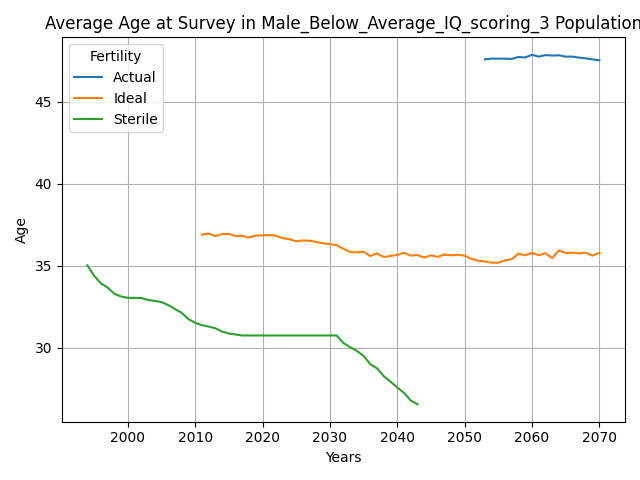 Average Age at Survey in Male_Below_Average_IQ_scoring_3 Population
Fertility
Actual
Ideal
Sterile
45
40
35
30
Age
2000 2010 2020 2030 2040 2050 2060 2070
Years